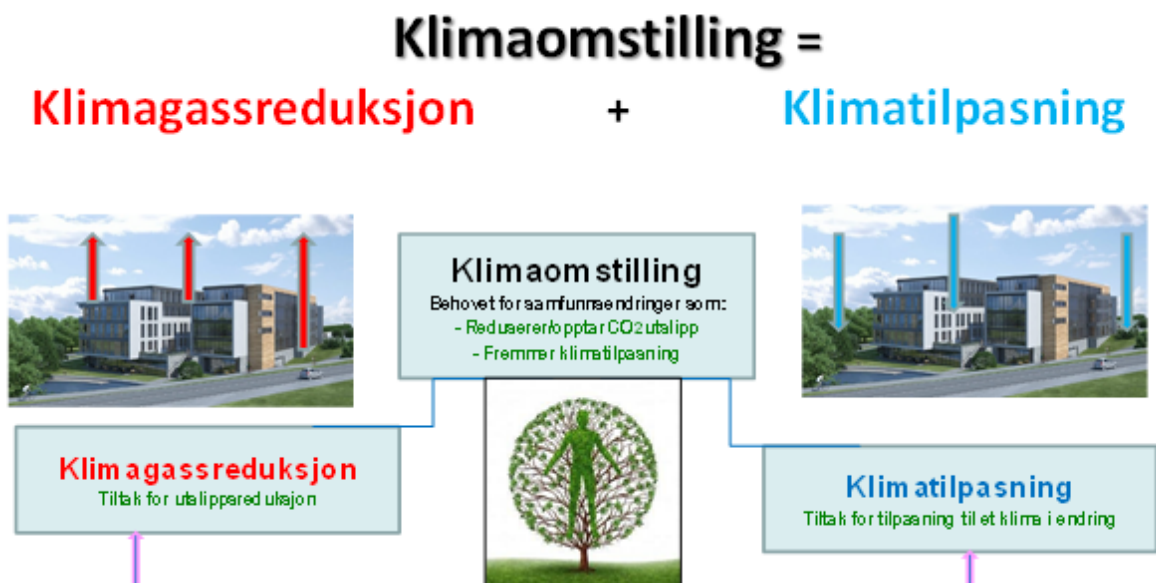 Klimaomstilling =
Klimagassreduksjon + Klimatilpasning
Klimaomstilling
Behovet for samfunnsendringer som:
- Reduserer/opptar CO2 utslipp
- Fremmer klimatilpasning
Klimagassreduksjon
Tiltak for utslippsreduksjon
Klimatilpasning
Tiltak for tilpasning til et klima i endring